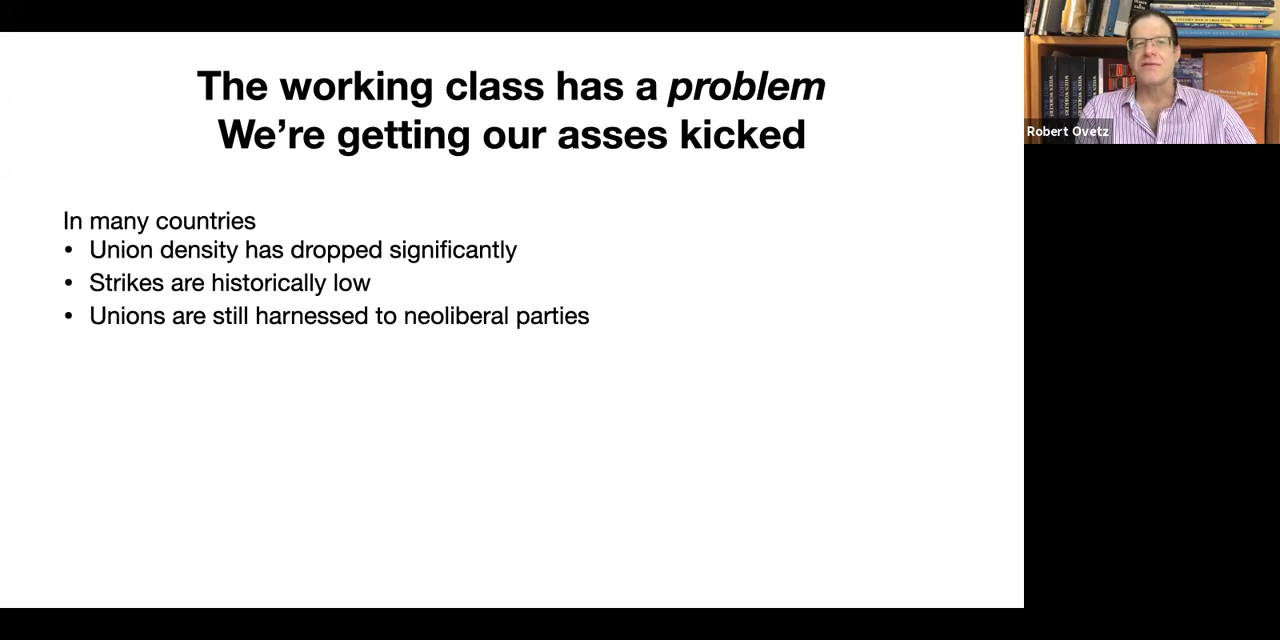 The working class has a problem
We're getting our asses kicked
In many countries
• Union density has dropped significantly
• Strikes are historically low
• Unions are still harnessed to neoliberal parties
Robert Ovetz